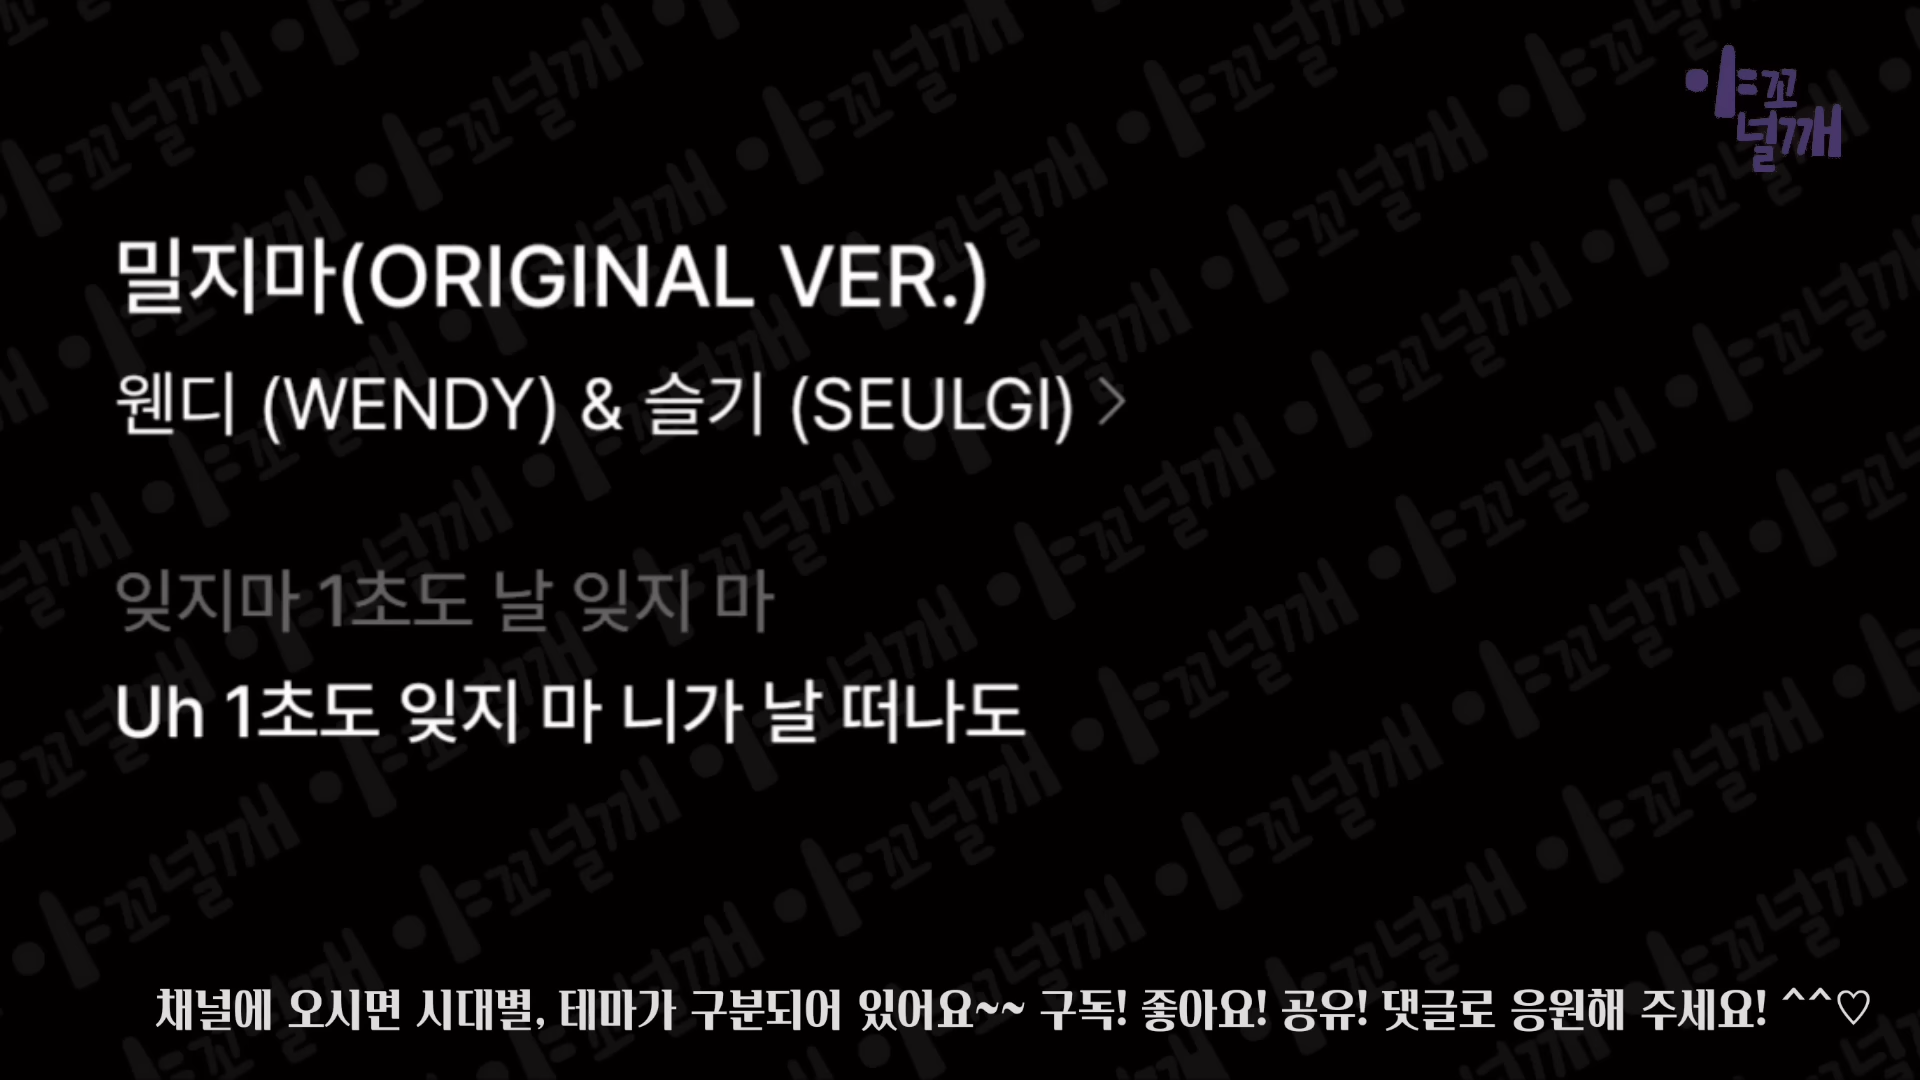 야꼬
널깨
밀지마(ORIGINAL VER.)
웬디 (WENDY) & 슬기 (SEULGI)
잊지마 1초도 날 잊지 마
Uh 1초도 잊지 마 니가 날 떠나도
채널에 오시면 시대별, 테마가 구분되어 있어요~~ 구독! 좋아요! 공유! 댓글로 응원해 주세요! ^^♡